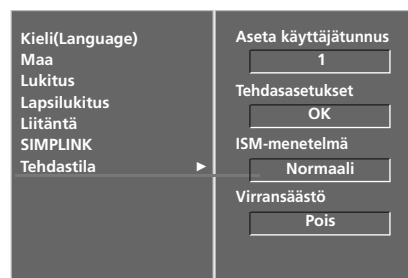 Kieli(Language)
Maa
Lukitus
Lapsilukitus
Liitäntä
SIMPLINK
Tehdastila ►
Aseta käyttäjätunnus
1
Tehdasasetukset
OK
ISM-menetelmä
Normaali
Virransäästö
Pois